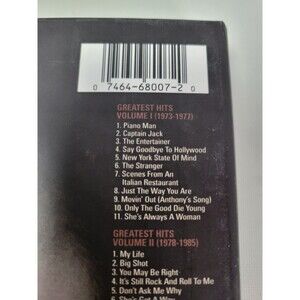 0 7464-68007-2 0
GREATEST HITS
VOLUME I (1973-1977)
1. Piano Man
2. Captain Jack
3. The Entertainer
4. Say Goodbye To Hollywood
5. New York State Of Mind
6. The Stranger
7. Scenes From An
Italian Restaurant
8. Just The Way You Are
9. Movin' Out (Anthony's Song)
10. Only The Good Die Young
11. She's Always A Woman
GREATEST HITS
VOLUME II (1978-1985)
1. My Life
2. Big Shot
3. You May Be Right
4. It's Still Rock And Roll To Me
5. Don't Ask Me Why
6. She's Got A Way